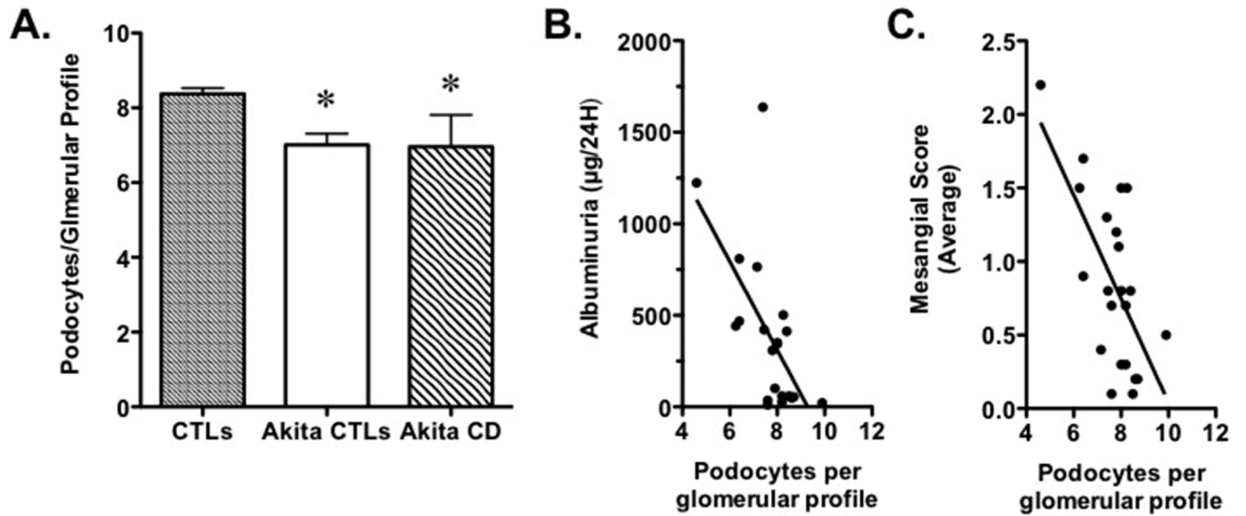 A.
Podocytes/Glmerular Profile
10
8
6
4
2
0
*
*
CTLs Akita CTLs Akita CD
B.
Albuminuria (µg/24H)
2000
1500
1000
500
0
4 6 8 10 12
Podocytes per
glomerular profile
C.
Mesangial Score
(Average)
2.5
2.0
1.5
1.0
0.5
0.0
4 6 8 10 12
Podocytes per
glomerular profile